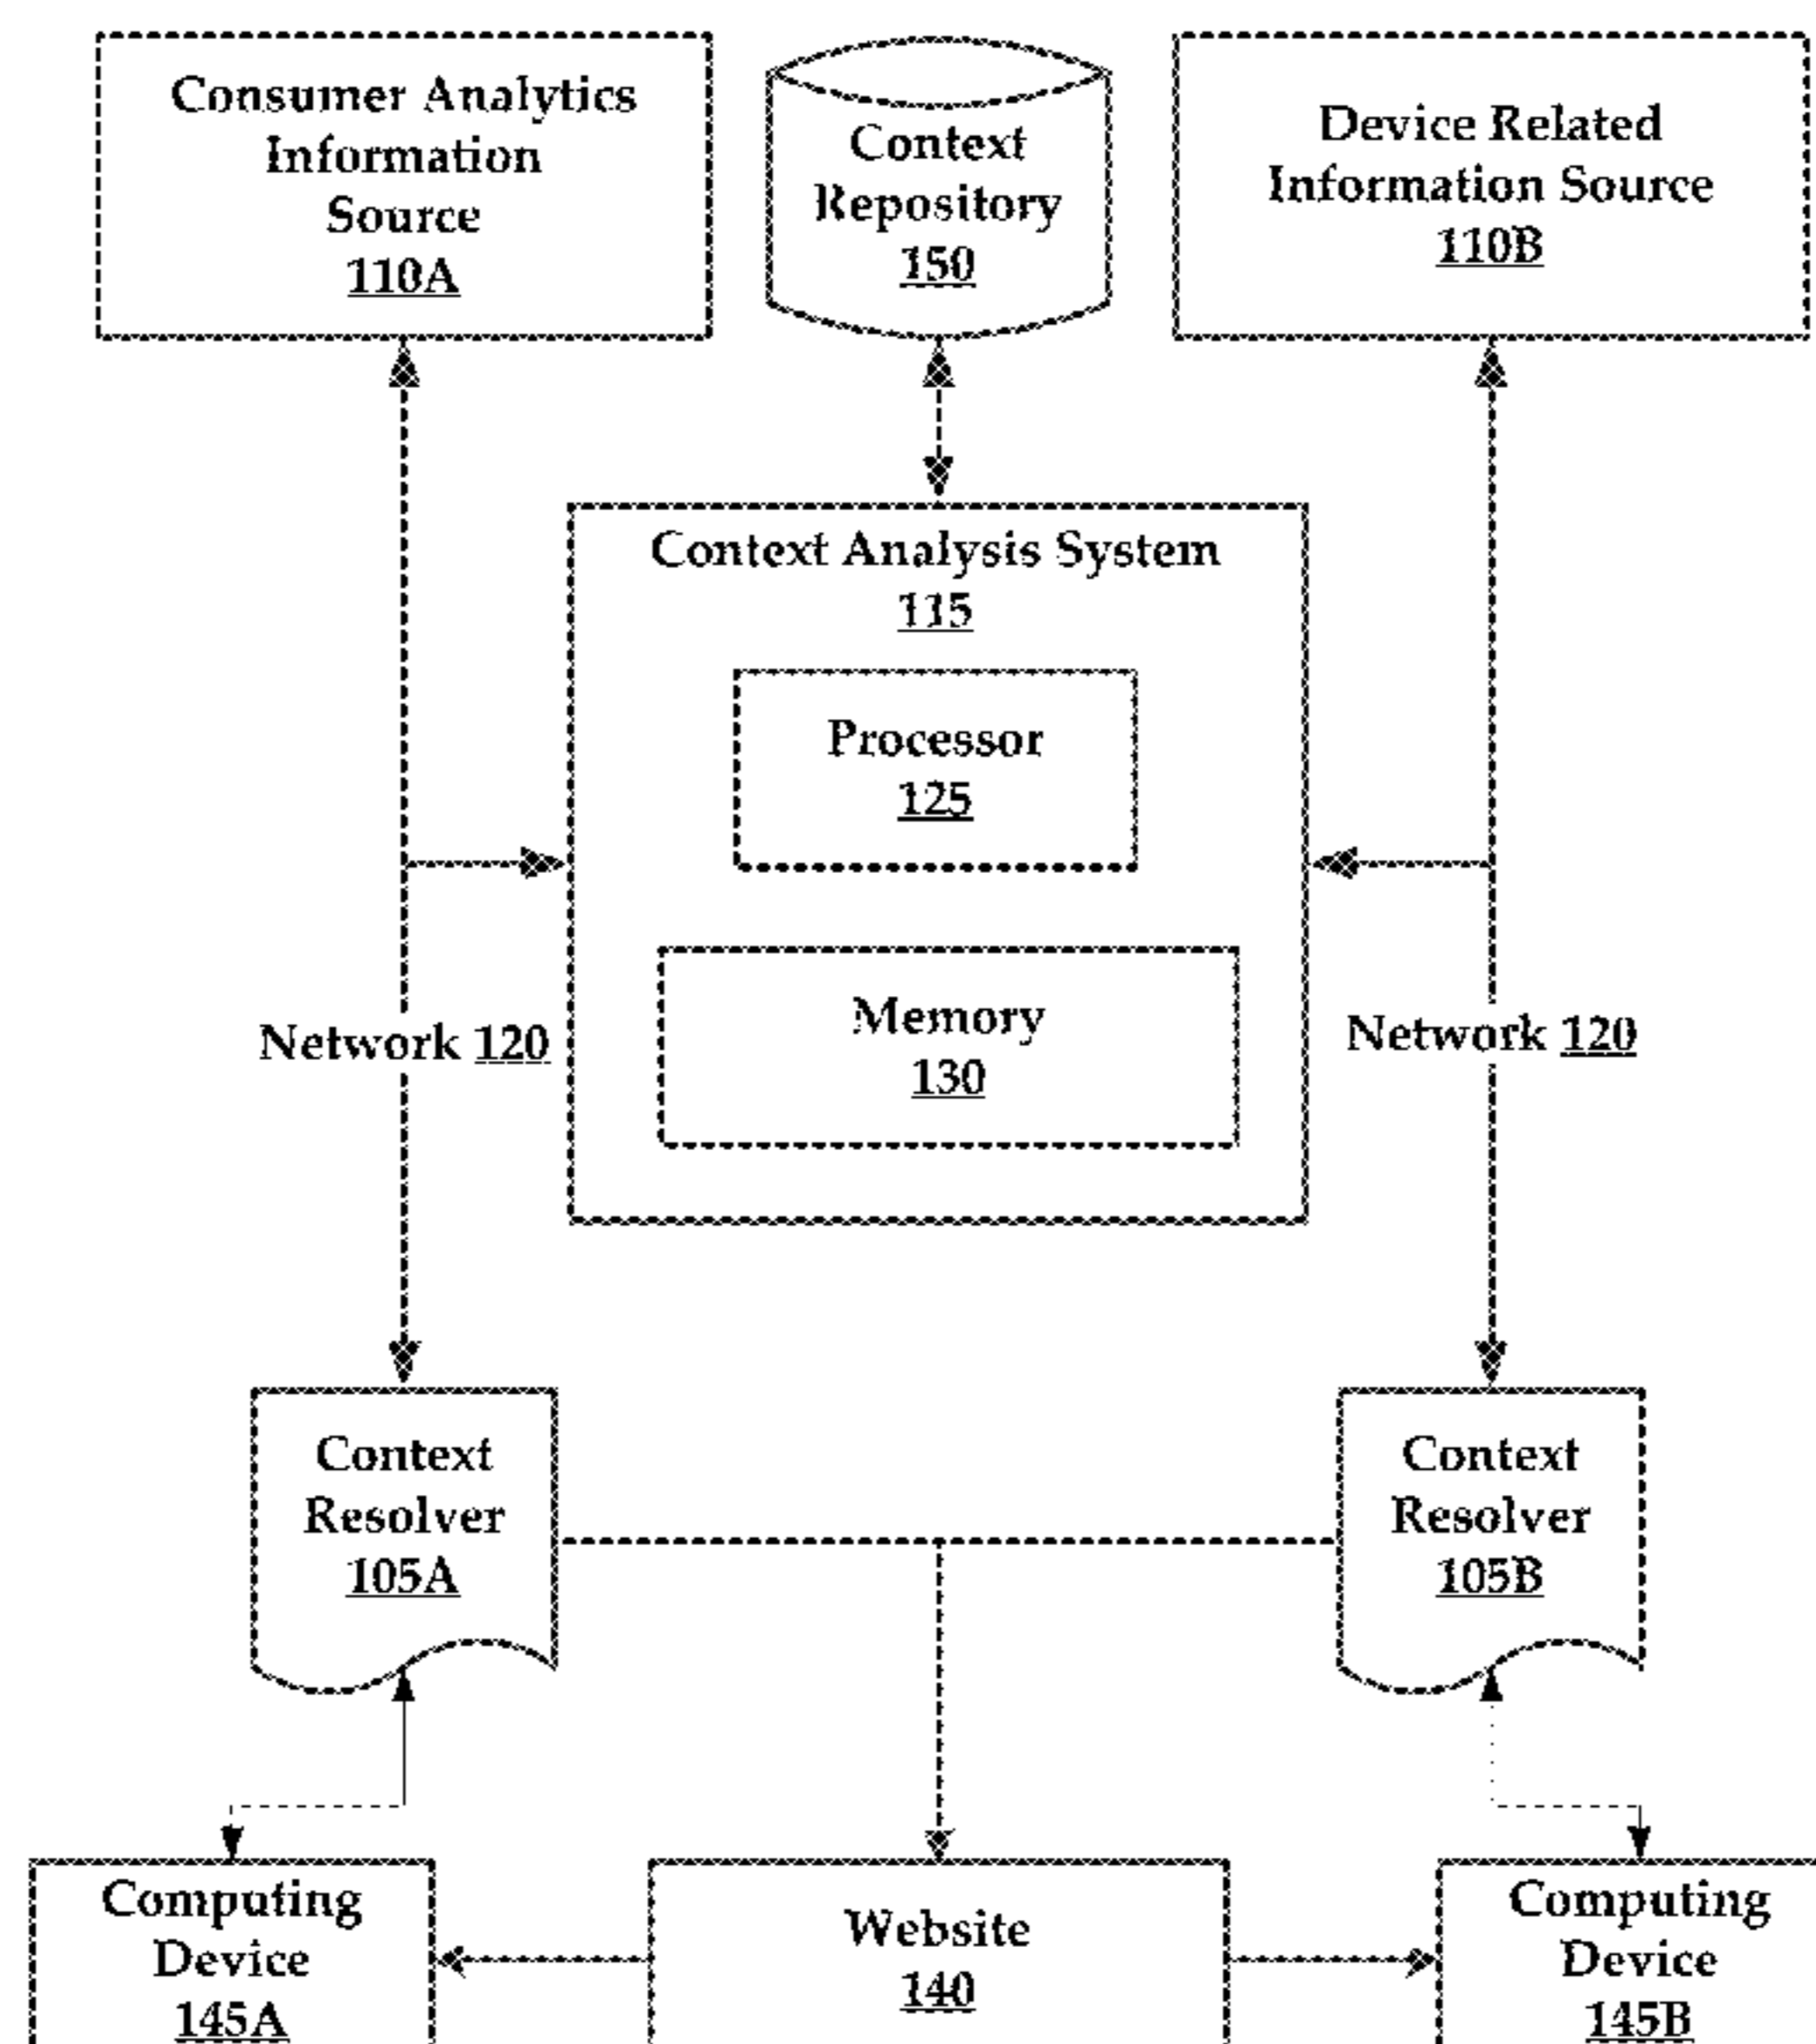 Consumer Analytics
Information
Source
110A
Context
Repository
150
Device Related
Information Source
110B
Context Analysis System
115
Processor
125
Memory
130
Network 120
Network 120
Context
Resolver
105A
Context
Resolver
105B
Computing
Device
145A
Website
140
Computing
Device
145B